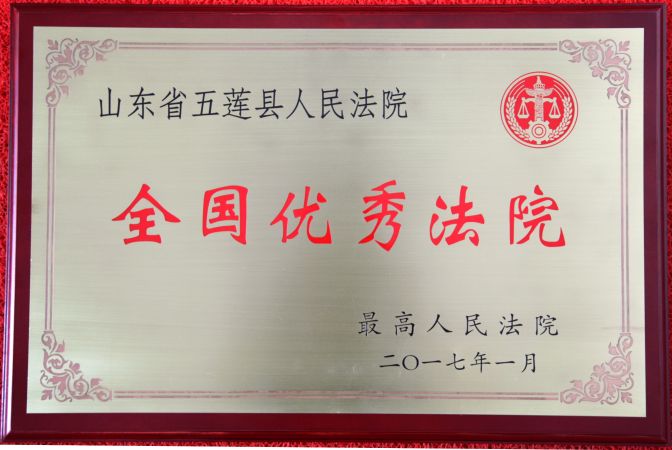 山东省五莲县人民法院
全国优秀法院
最高人民法院
二〇一七年一月